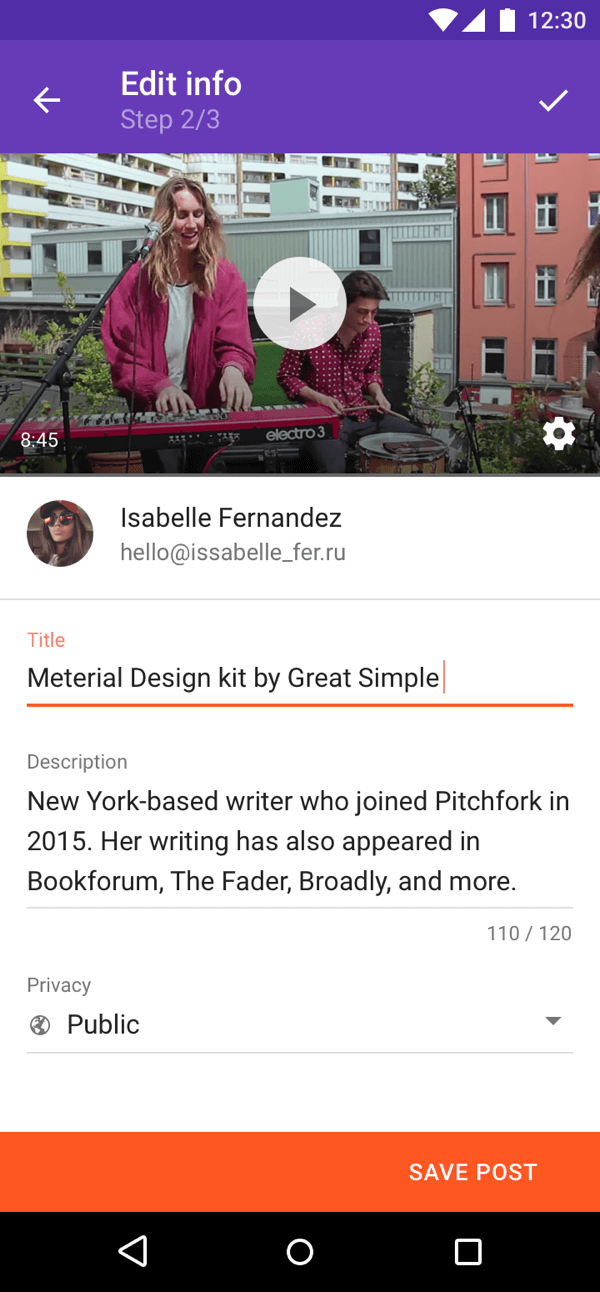 12:30
Edit info
Step 2/3
8:45
electro 3
Isabelle Fernandez
hello@issabelle_fer.ru
Title
Meterial Design kit by Great Simple
Description
New York-based writer who joined Pitchfork in
2015. Her writing has also appeared in
Bookforum, The Fader, Broadly, and more.
110 / 120
Privacy
Public
SAVE POST